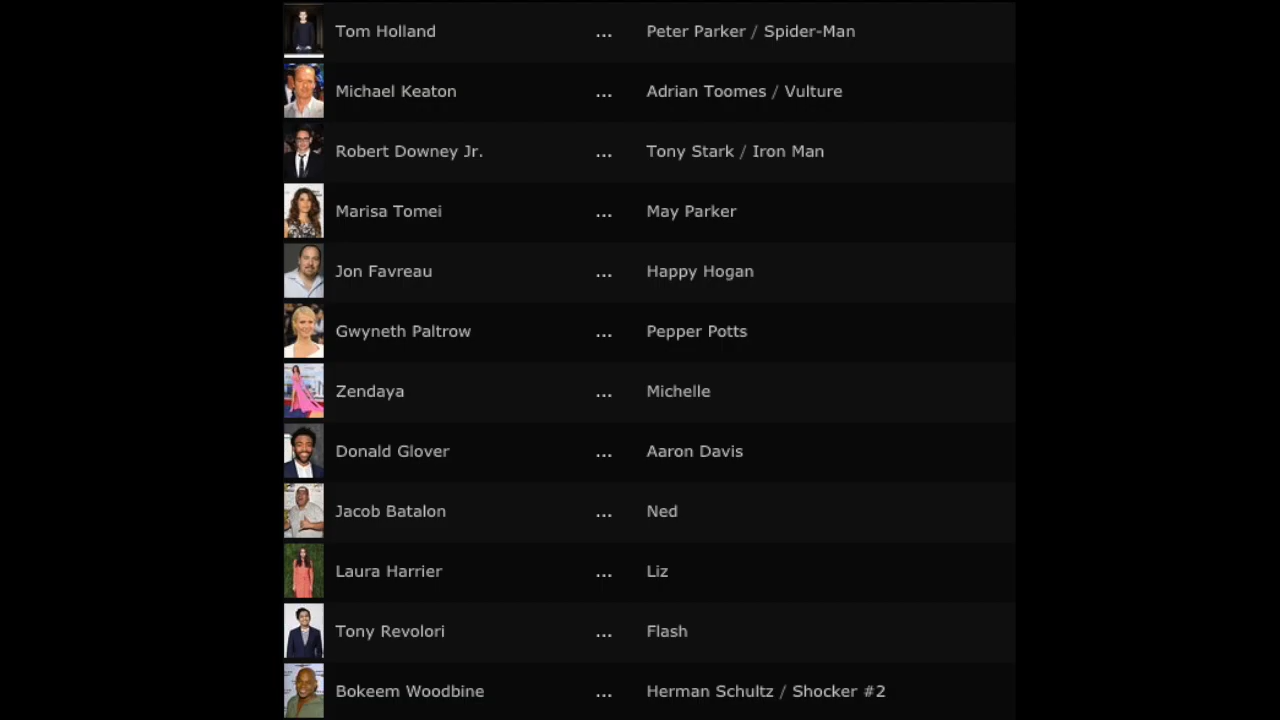 Tom Holland ... Peter Parker / Spider-Man
Michael Keaton ... Adrian Toomes / Vulture
Robert Downey Jr. ... Tony Stark / Iron Man
Marisa Tomei ... May Parker
Jon Favreau ... Happy Hogan
Gwyneth Paltrow ... Pepper Potts
Zendaya ... Michelle
Donald Glover ... Aaron Davis
Jacob Batalon ... Ned
Laura Harrier ... Liz
Tony Revolori ... Flash
Bokeem Woodbine ... Herman Schultz / Shocker #2